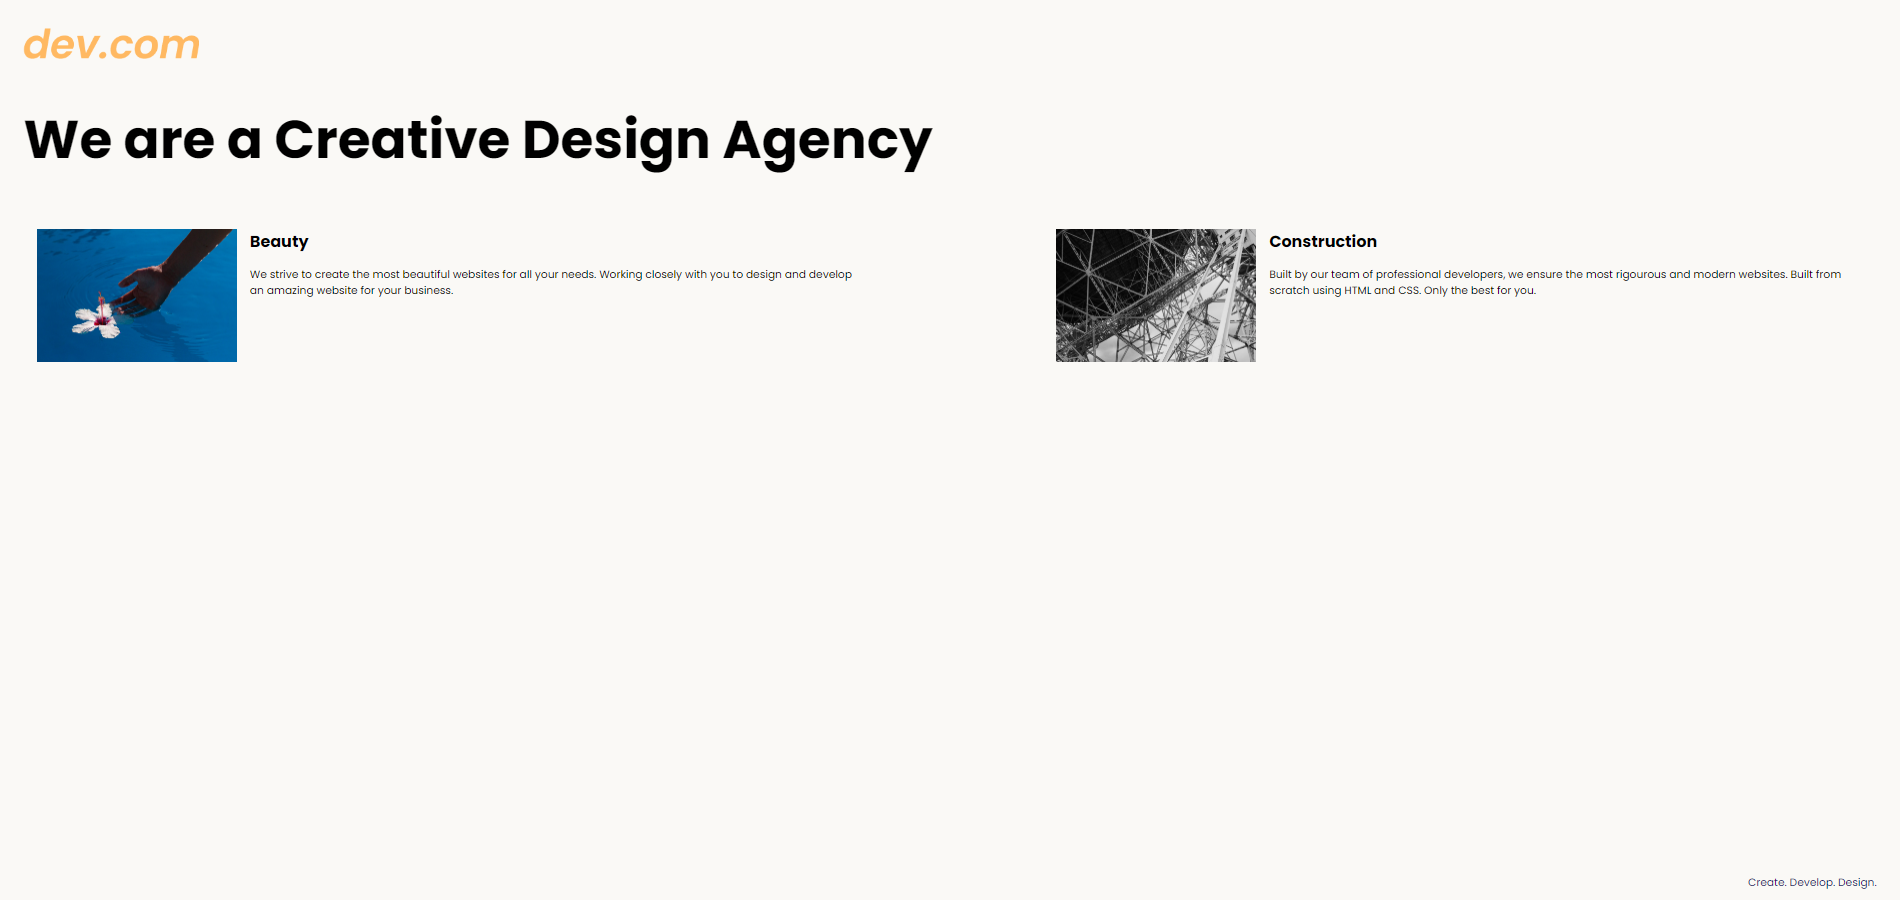 dev.com
We are a Creative Design Agency
Beauty
We strive to create the most beautiful websites for all your needs. Working closely with you to design and develop
an amazing website for your business.
Construction
Built by our team of professional developers, we ensure the most rigourous and modern websites. Built from
scratch using HTML and CSS. Only the best for you.
Create. Develop. Design.